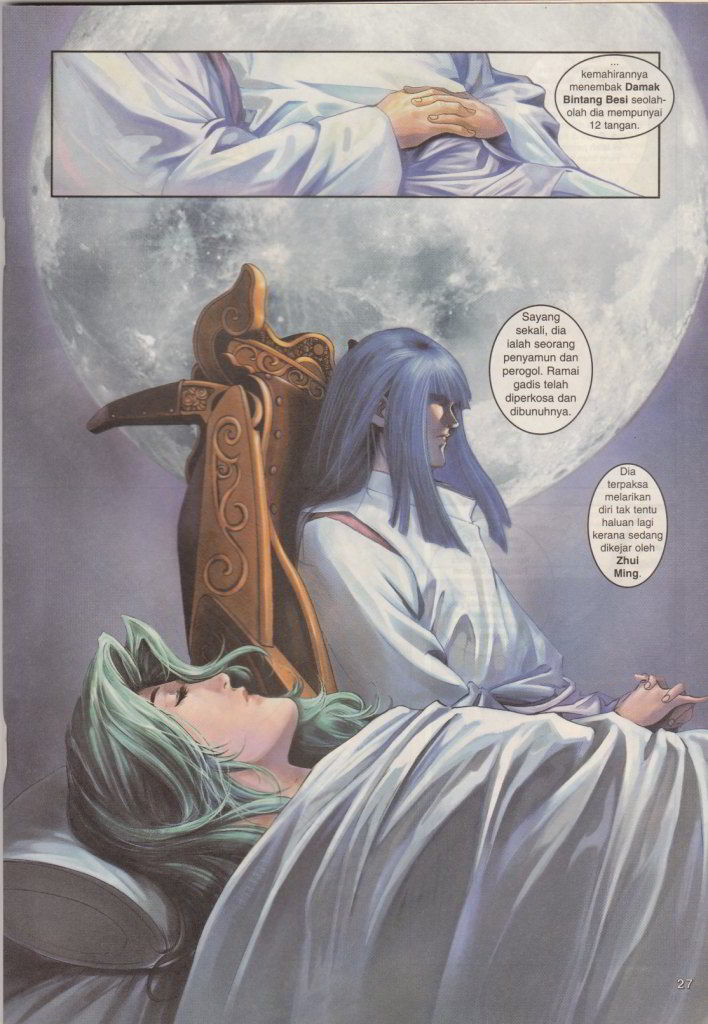 ...
kemahirannya
menembak Damak
Bintang Besi seolah-
olah dia mempunyai
12 tangan.
Sayang
sekali, dia
ialah seorang
penyamun dan
perogol. Ramai
gadis telah
diperkosa dan
dibunuhnya.
Dia
terpaksa
melarikan
diri tak tentu
haluan lagi
kerana sedang
dikejar oleh
Zhui
Ming.
27